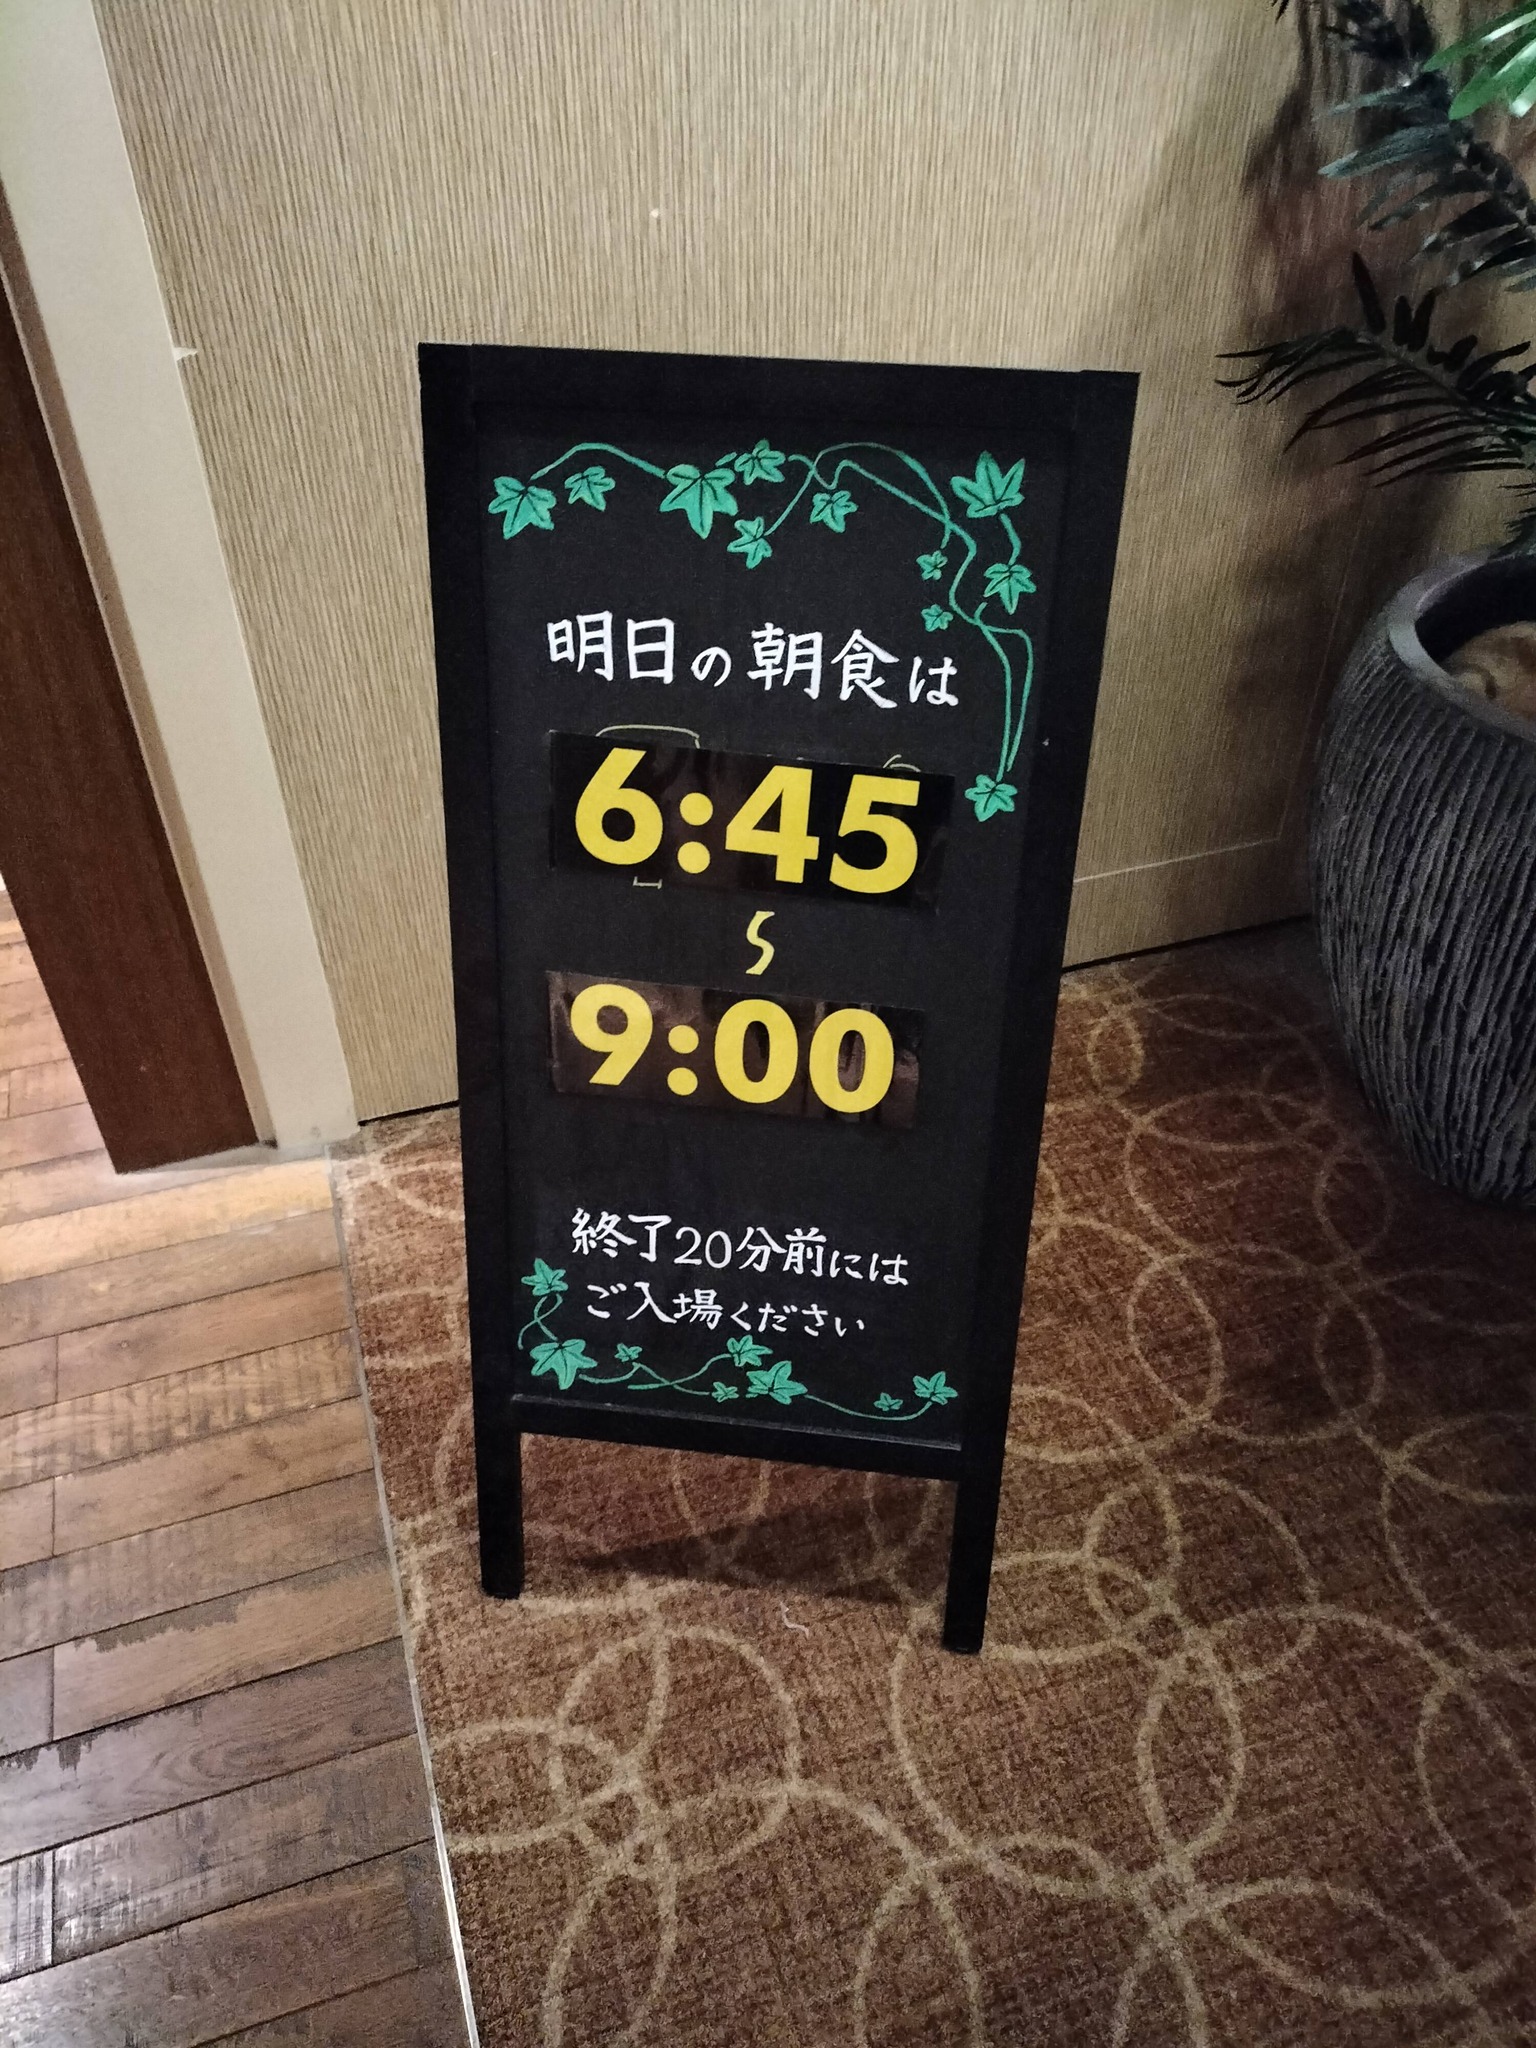 明日の朝食は
6:45
〜
9:00
終了20分前には
ご入場ください